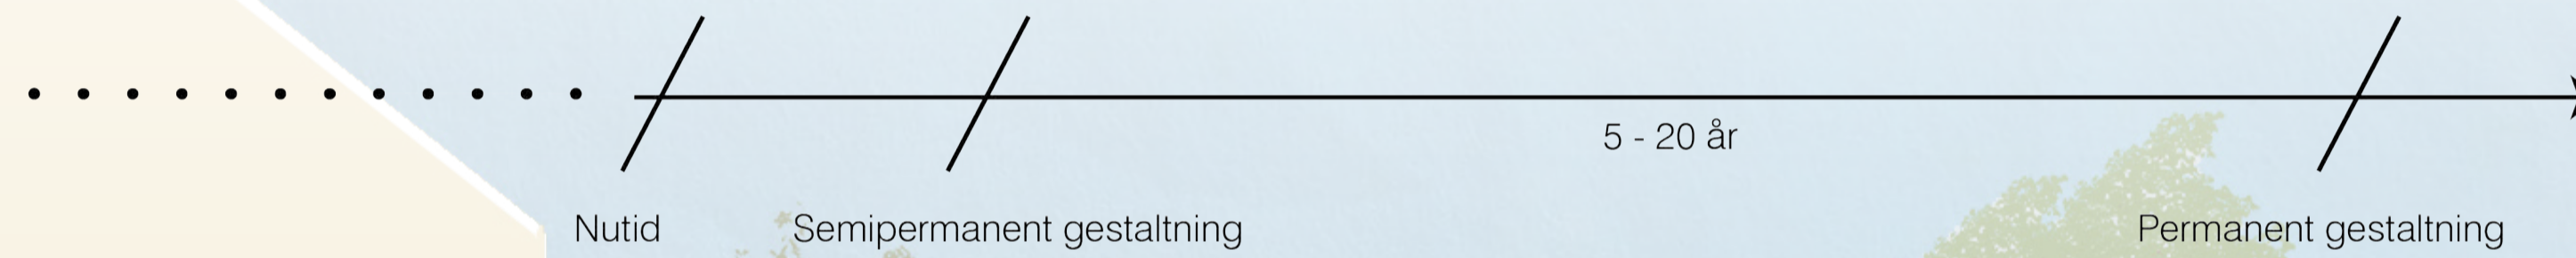 5 - 20 år
Nutid
Semipermanent gestaltning
Permanent gestaltning